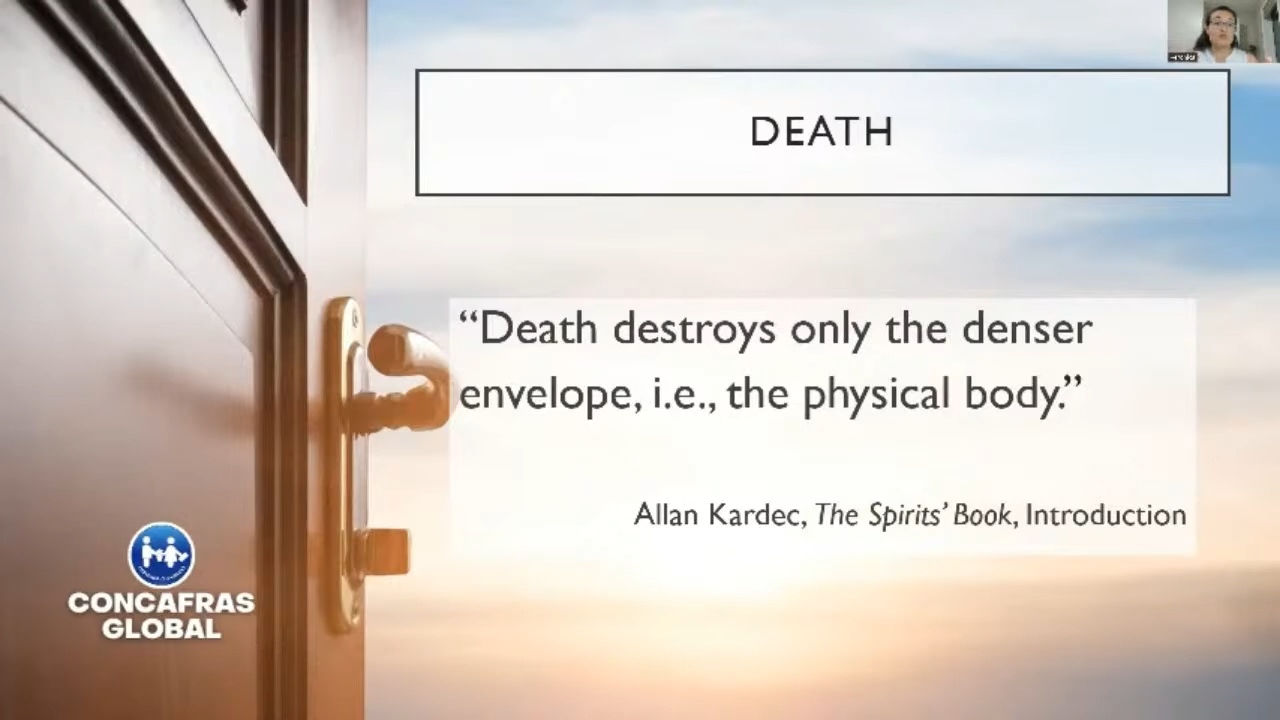 DEATH
“Death destroys only the denser
envelope, i.e., the physical body.”
Allan Kardec, The Spirits’ Book, Introduction
CONCAFRAS
GLOBAL